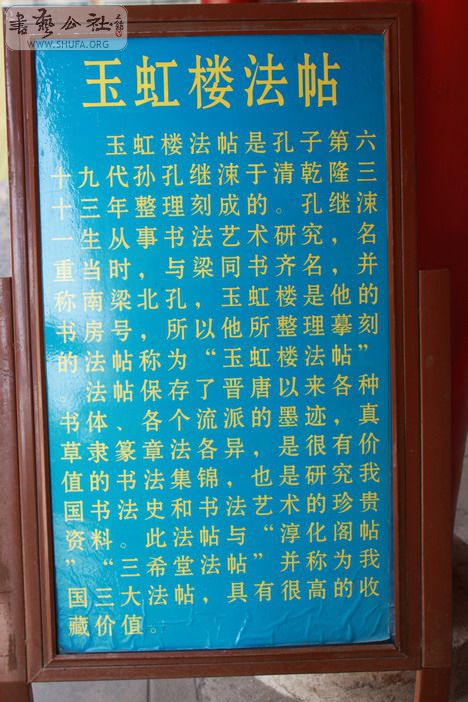 書藝公社
WWW.SHUFA.ORG
玉虹楼法帖
玉虹楼法帖是孔子第六
十九代孙孔继涑于清乾隆三
十三年整理刻成的。孔继涑
一生从事书法艺术研究，名
重当时，与梁同书齐名，并
称南梁北孔，玉虹楼是他的
书房号，所以他所整理摹刻
的法帖称为“玉虹楼法帖”
。法帖保存了晋唐以来各种
书体、各个流派的墨迹，真
草隶篆章法各异，是很有价
值的书法集锦，也是研究我
国书法史和书法艺术的珍贵
资料。此法帖与“淳化阁帖
”“三希堂法帖”并称为我
国三大法帖，具有很高的收
藏价值。